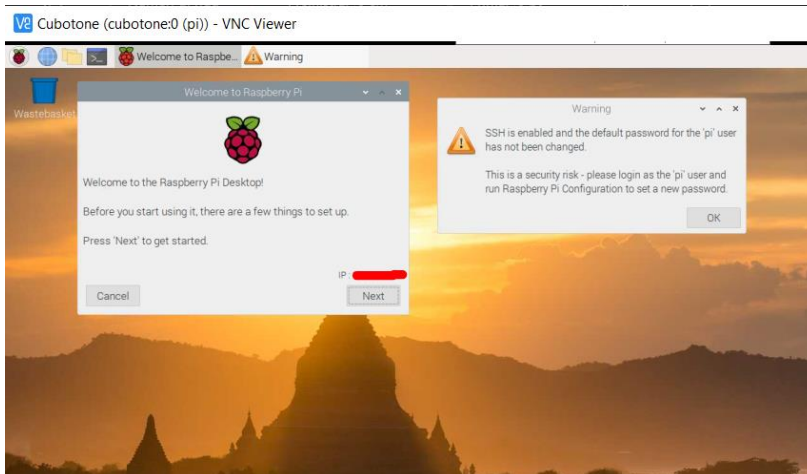 Cubotone (cubotone:0 (pi)) - VNC Viewer
Welcome to Raspbe...
Warning
Wastebasket
Welcome to Raspberry Pi
Welcome to the Raspberry Pi Desktop!
Before you start using it, there are a few things to set up.
Press 'Next' to get started.
IP :
Cancel
Next
Warning
SSH is enabled and the default password for the 'pi' user
has not been changed.
This is a security risk - please login as the 'pi' user and
run Raspberry Pi Configuration to set a new password.
OK